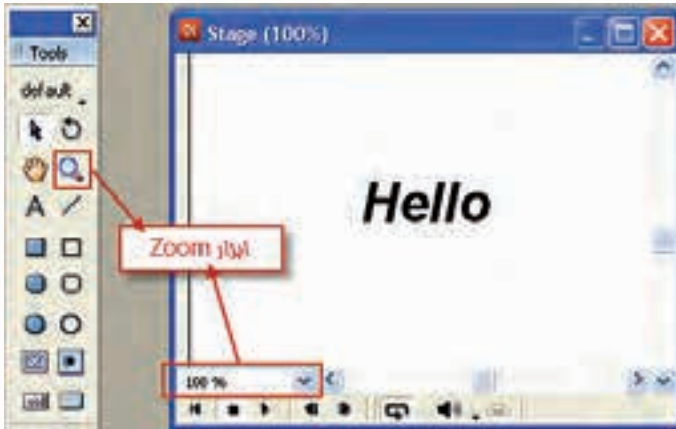 Stage (100%)
Tools
default
A
Hello
ابزار Zoom
100 %